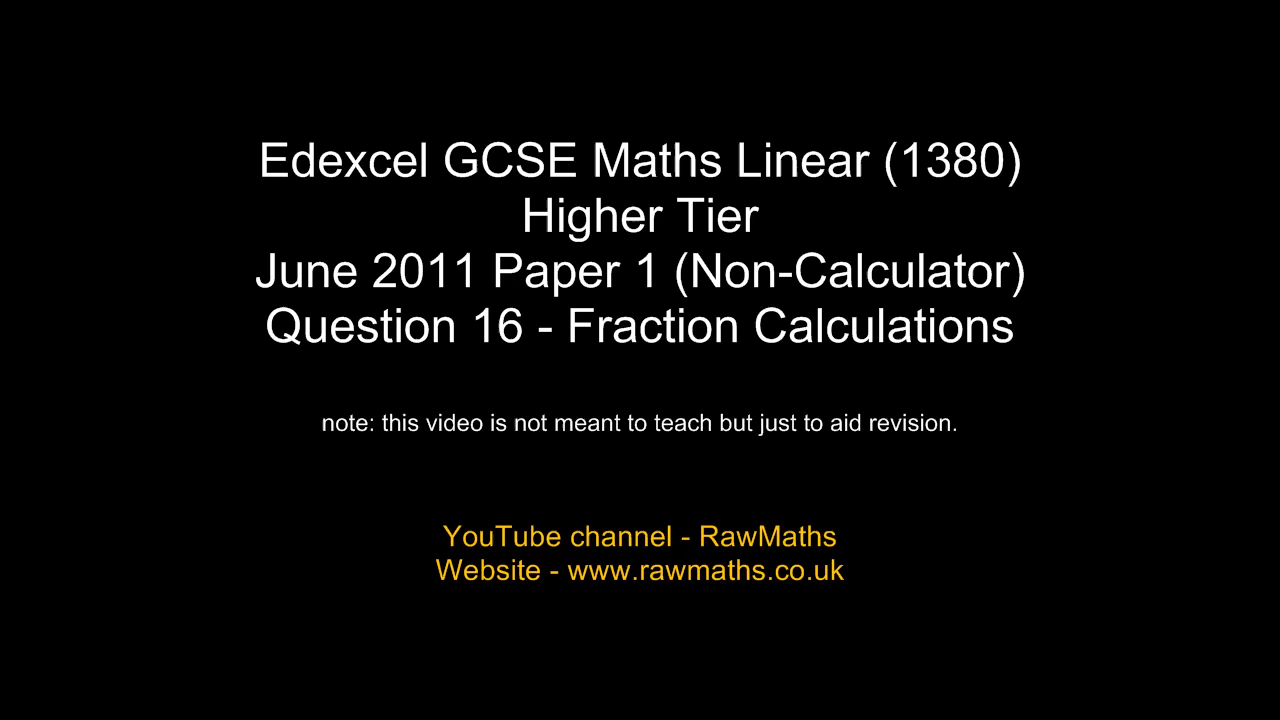 Edexcel GCSE Maths Linear (1380)
Higher Tier
June 2011 Paper 1 (Non-Calculator)
Question 16 - Fraction Calculations
note: this video is not meant to teach but just to aid revision.
YouTube channel - RawMaths
Website - www.rawmaths.co.uk